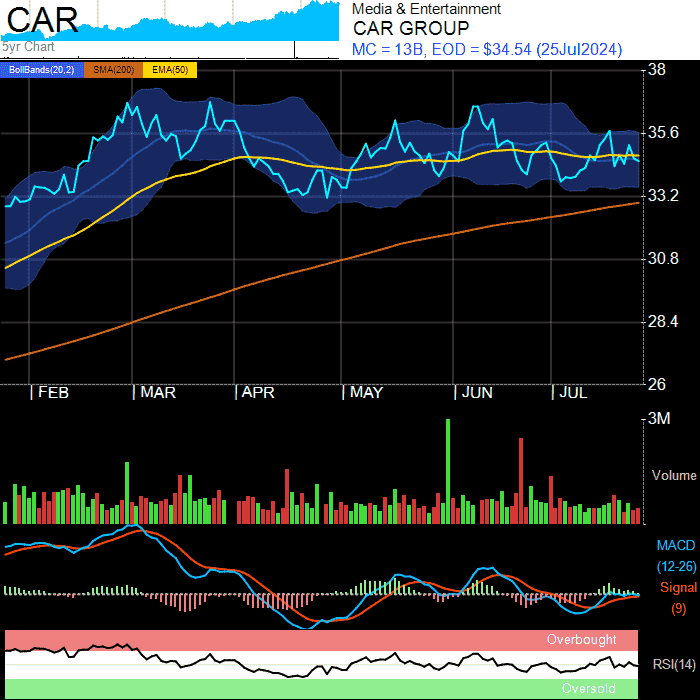 CAR
5yr Chart
Media & Entertainment
CAR GROUP
MC = 13B, EOD = $34.54 (25Jul2024)
BollBands(20,2) SMA(200) EMA(50)
38
35.6
33.2
30.8
28.4
26
| FEB | MAR | APR | MAY | JUN | JUL
3M
Volume
MACD
(12-26)
Signal
(9)
Overbought
RSI(14)
Oversold